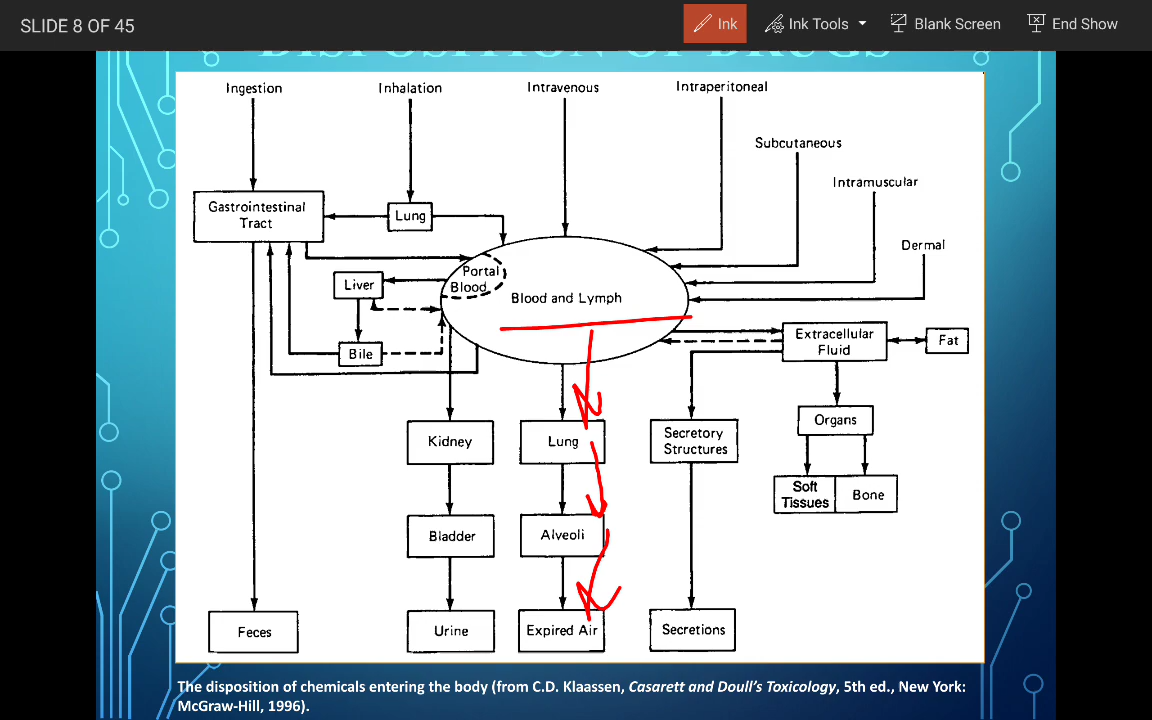 SLIDE 8 OF 45
Ink
Ink Tools
Blank Screen
End Show
DISPOSITION OF DRUGS
Ingestion
Inhalation
Intravenous
Intraperitoneal
Subcutaneous
Intramuscular
Dermal
Gastrointestinal
Tract
Lung
Portal
Blood
Liver
Blood and Lymph
Bile
Extracellular
Fluid
Fat
Kidney
Lung
Secretory
Structures
Organs
Soft
Tissues
Bone
Bladder
Alveoli
Feces
Urine
Expired Air
Secretions
The disposition of chemicals entering the body (from C.D. Klaassen, Casarett and Doull's Toxicology, 5th ed., New York:
McGraw-Hill, 1996).